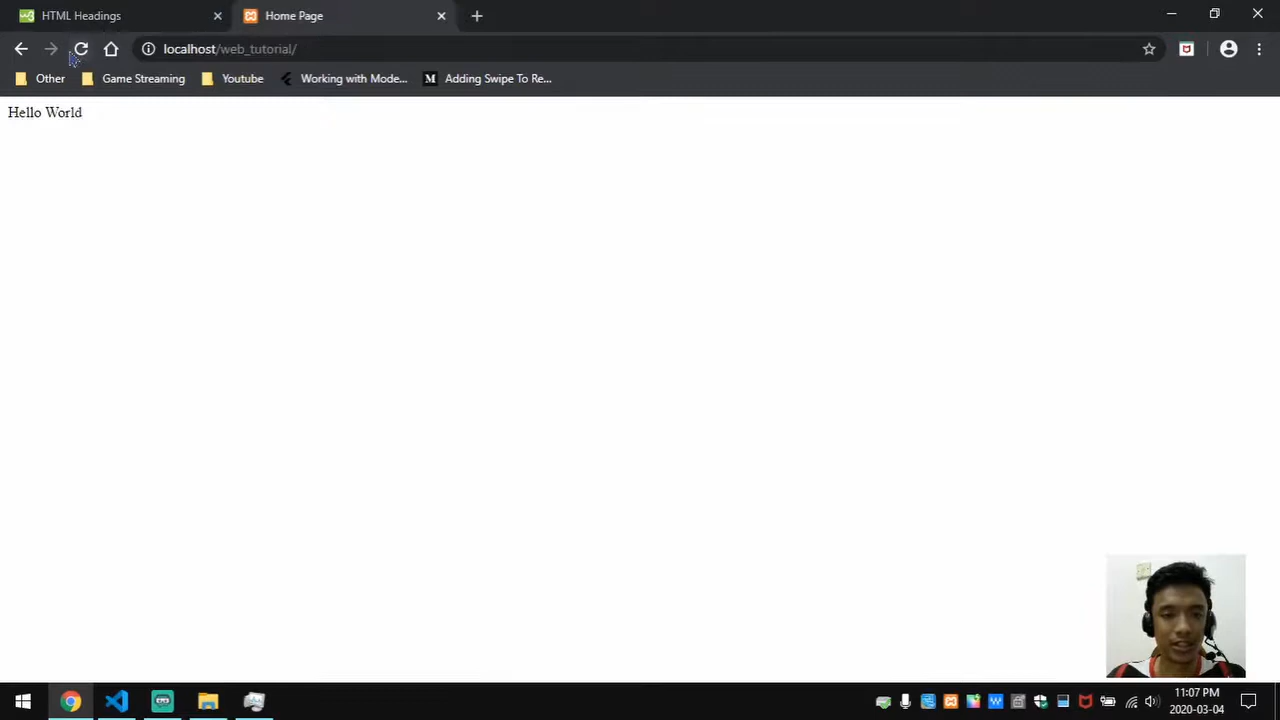 HTML Headings
Home Page
localhost/web_tutorial/
Other
Game Streaming
Youtube
Working with Mode...
M
Adding Swipe To Re...
Hello World
11:07 PM
2020-03-04